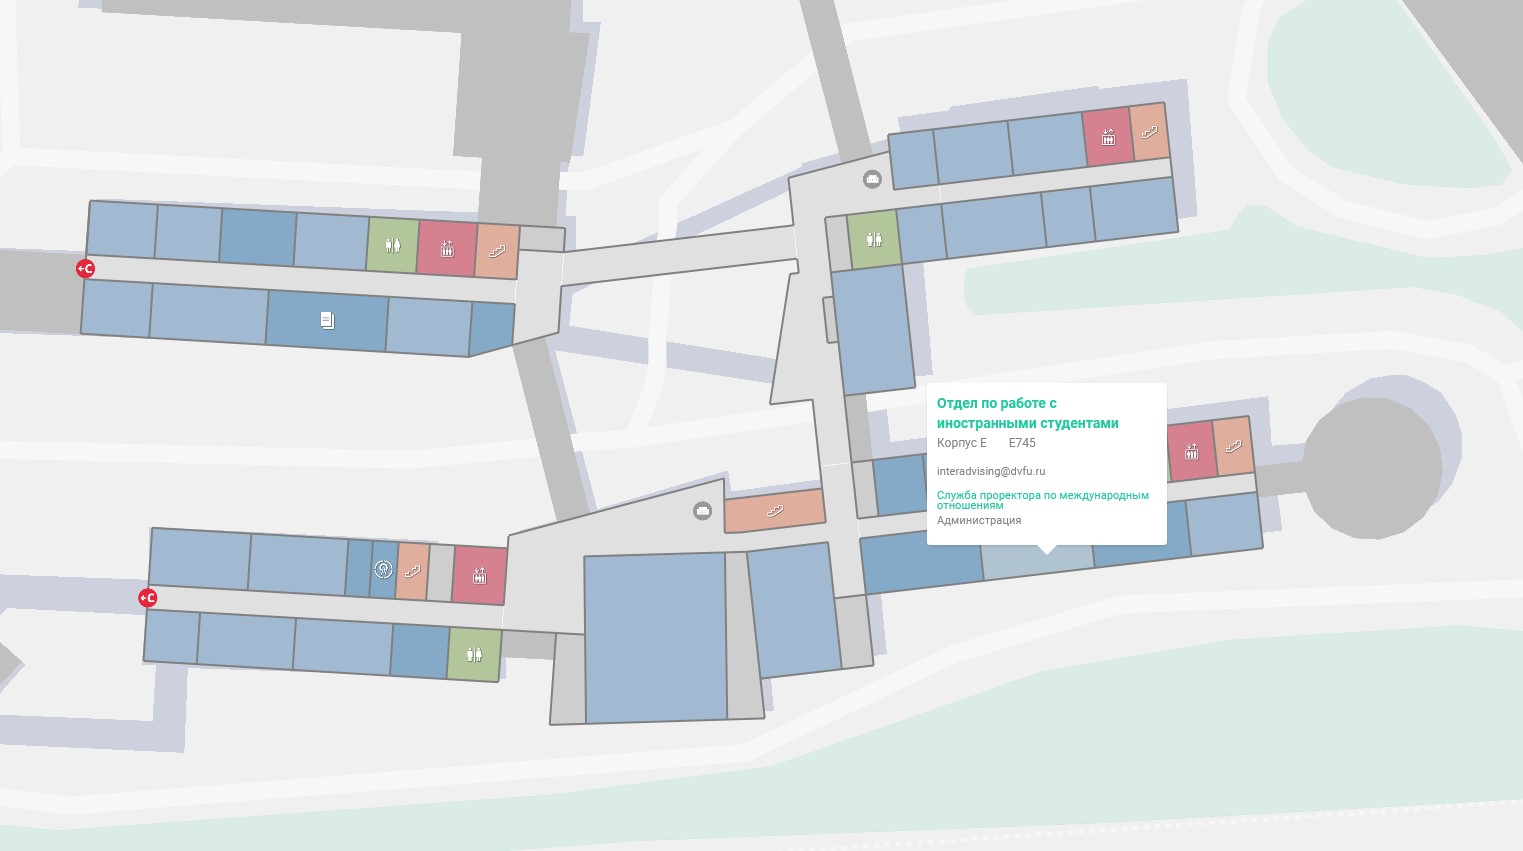 Отдел по работе с
иностранными студентами
Корпус E E745
interadvising@dvfu.ru
Служба проректора по международным
отношениям
Администрация
C
C